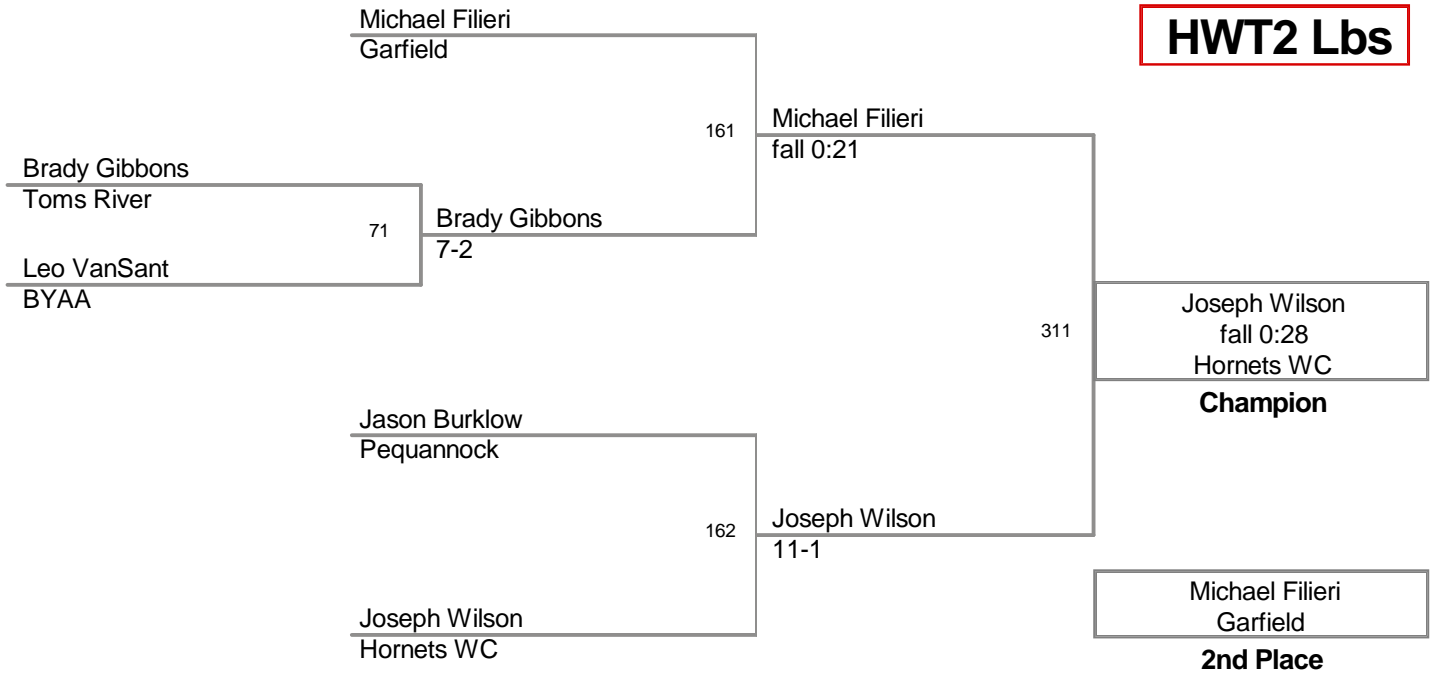 Michael Filieri
Garfield
HWT2 Lbs
161
Michael Filieri
fall 0:21
Brady Gibbons
Toms River
71
Brady Gibbons
7-2
Leo VanSant
BYAA
311
Joseph Wilson
fall 0:28
Hornets WC
Champion
Jason Burklow
Pequannock
162
Joseph Wilson
11-1
Joseph Wilson
Hornets WC
Michael Filieri
Garfield
2nd Place